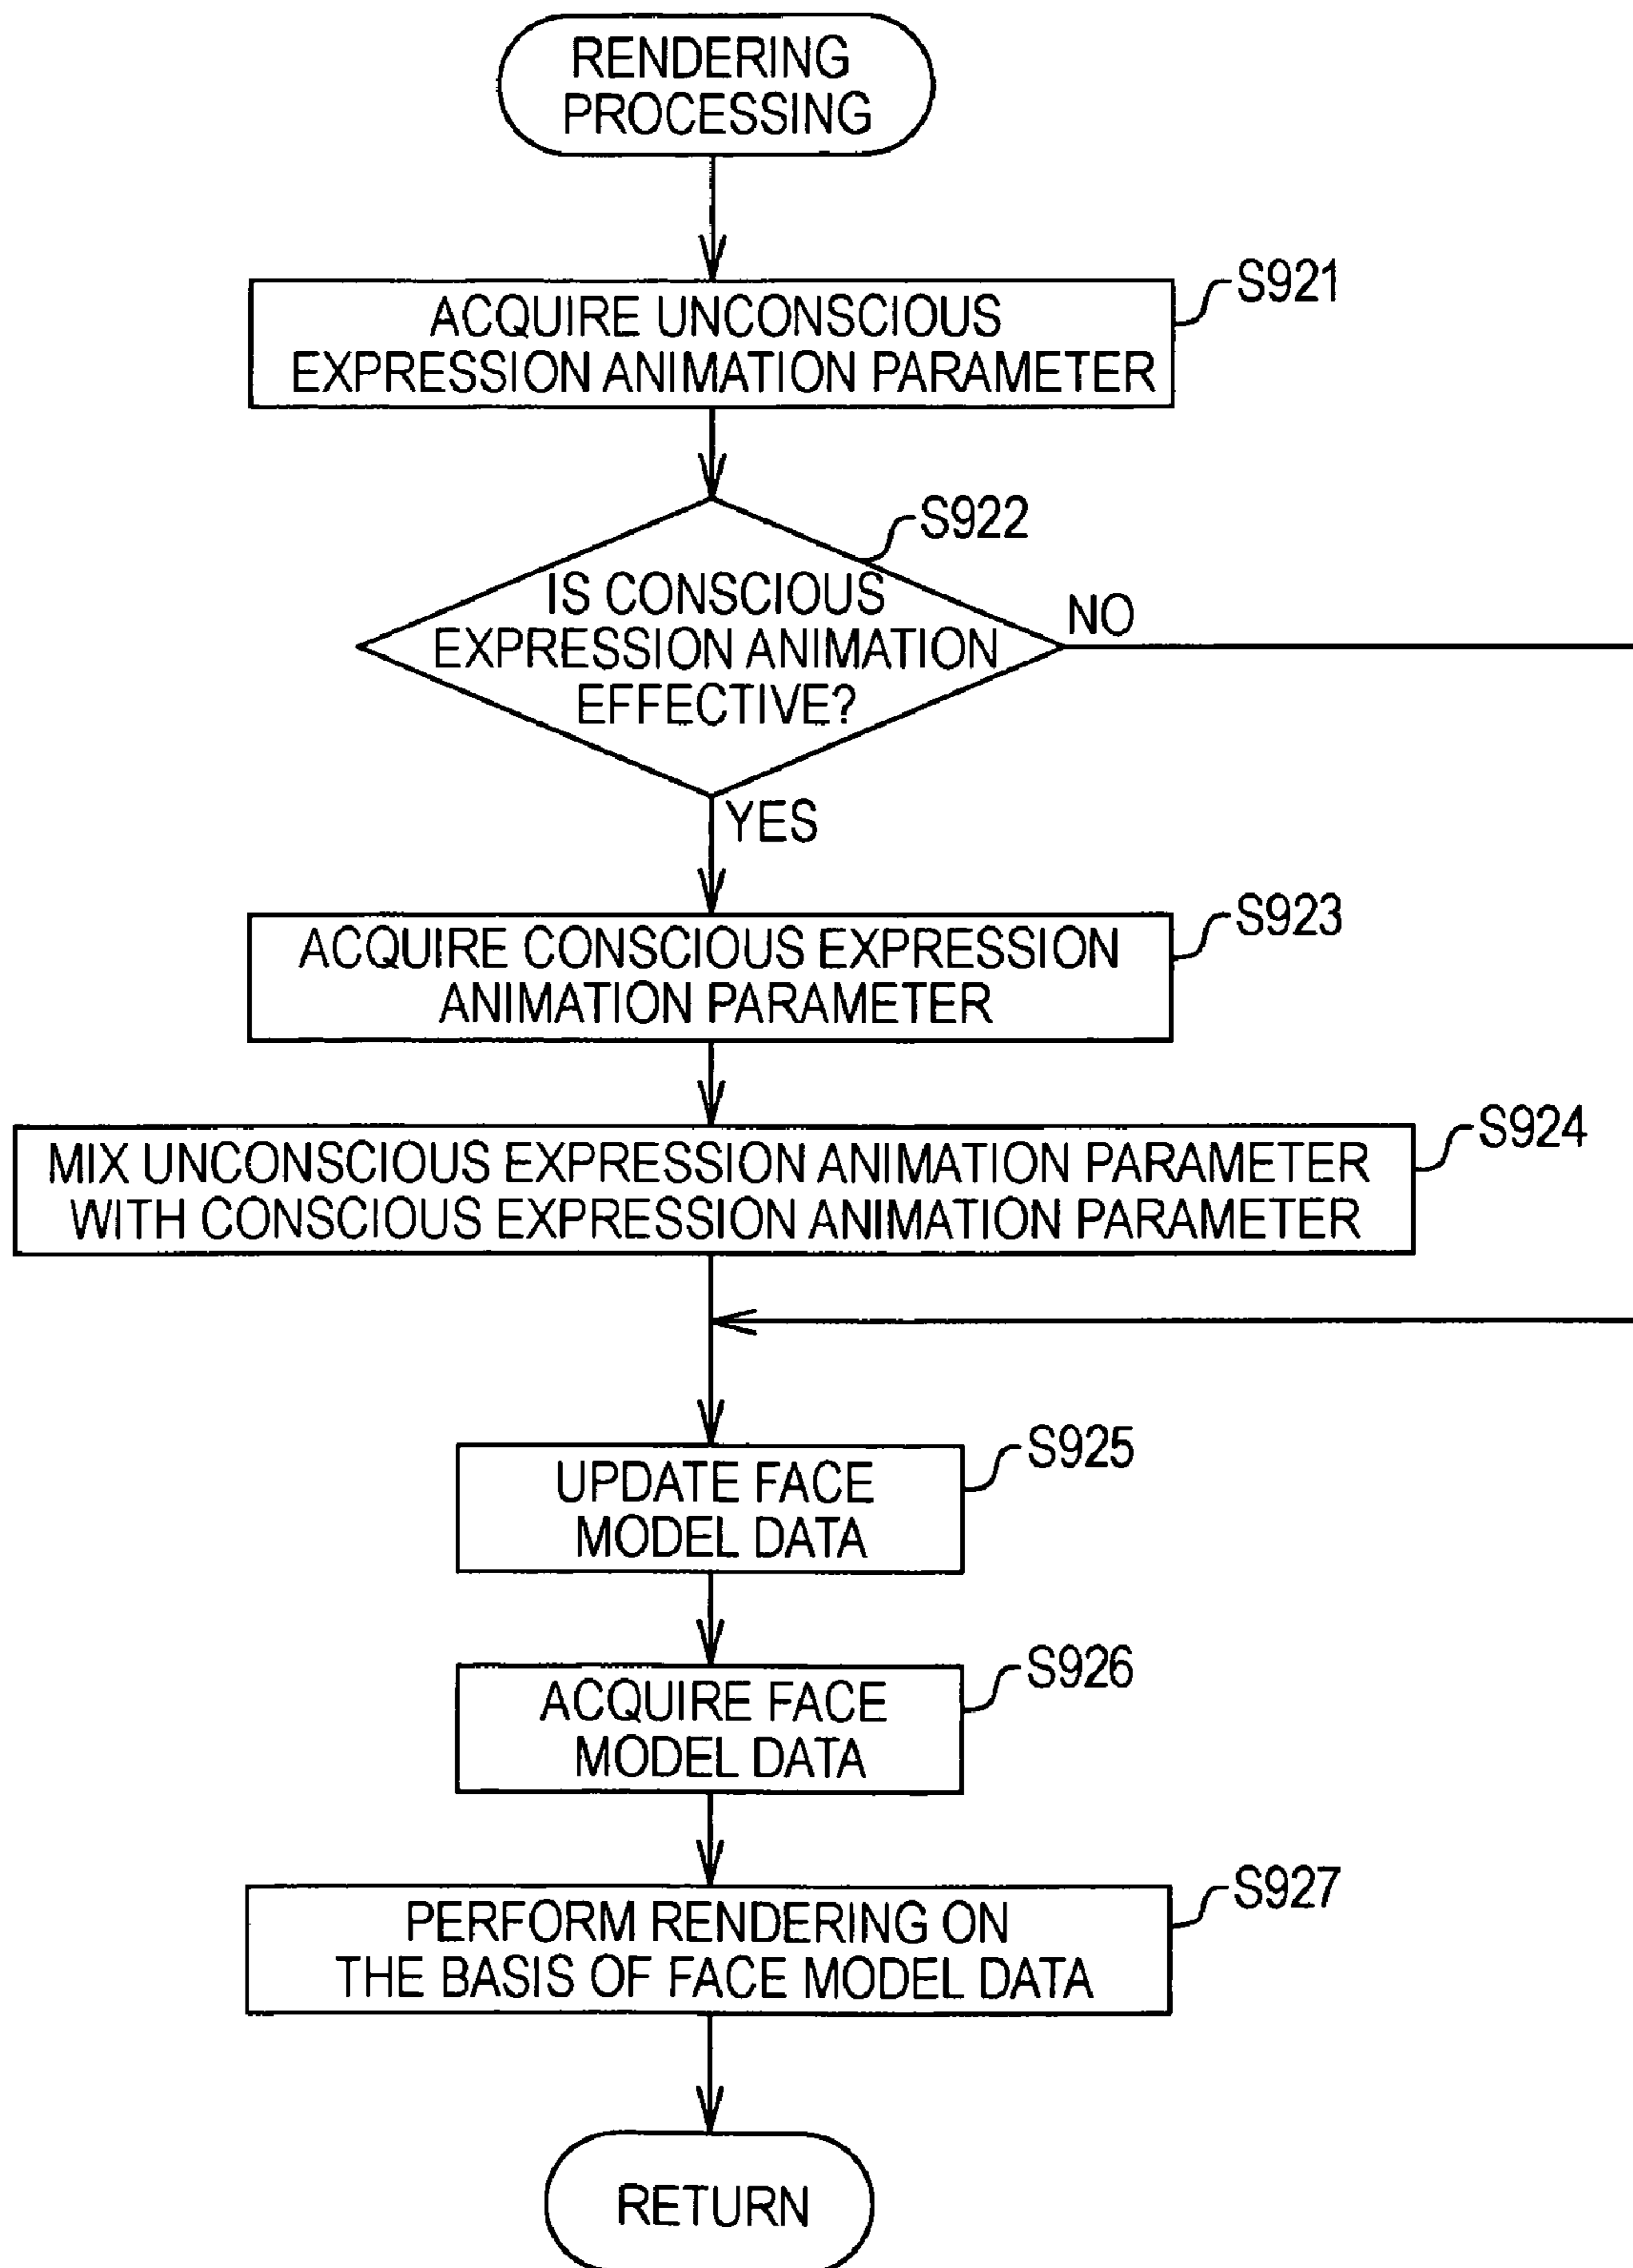 RENDERING
PROCESSING
S921
ACQUIRE UNCONSCIOUS
EXPRESSION ANIMATION PARAMETER
S922
IS CONSCIOUS
EXPRESSION ANIMATION
EFFECTIVE?
NO
YES
S923
ACQUIRE CONSCIOUS EXPRESSION
ANIMATION PARAMETER
S924
MIX UNCONSCIOUS EXPRESSION ANIMATION PARAMETER
WITH CONSCIOUS EXPRESSION ANIMATION PARAMETER
S925
UPDATE FACE
MODEL DATA
S926
ACQUIRE FACE
MODEL DATA
S927
PERFORM RENDERING ON
THE BASIS OF FACE MODEL DATA
RETURN